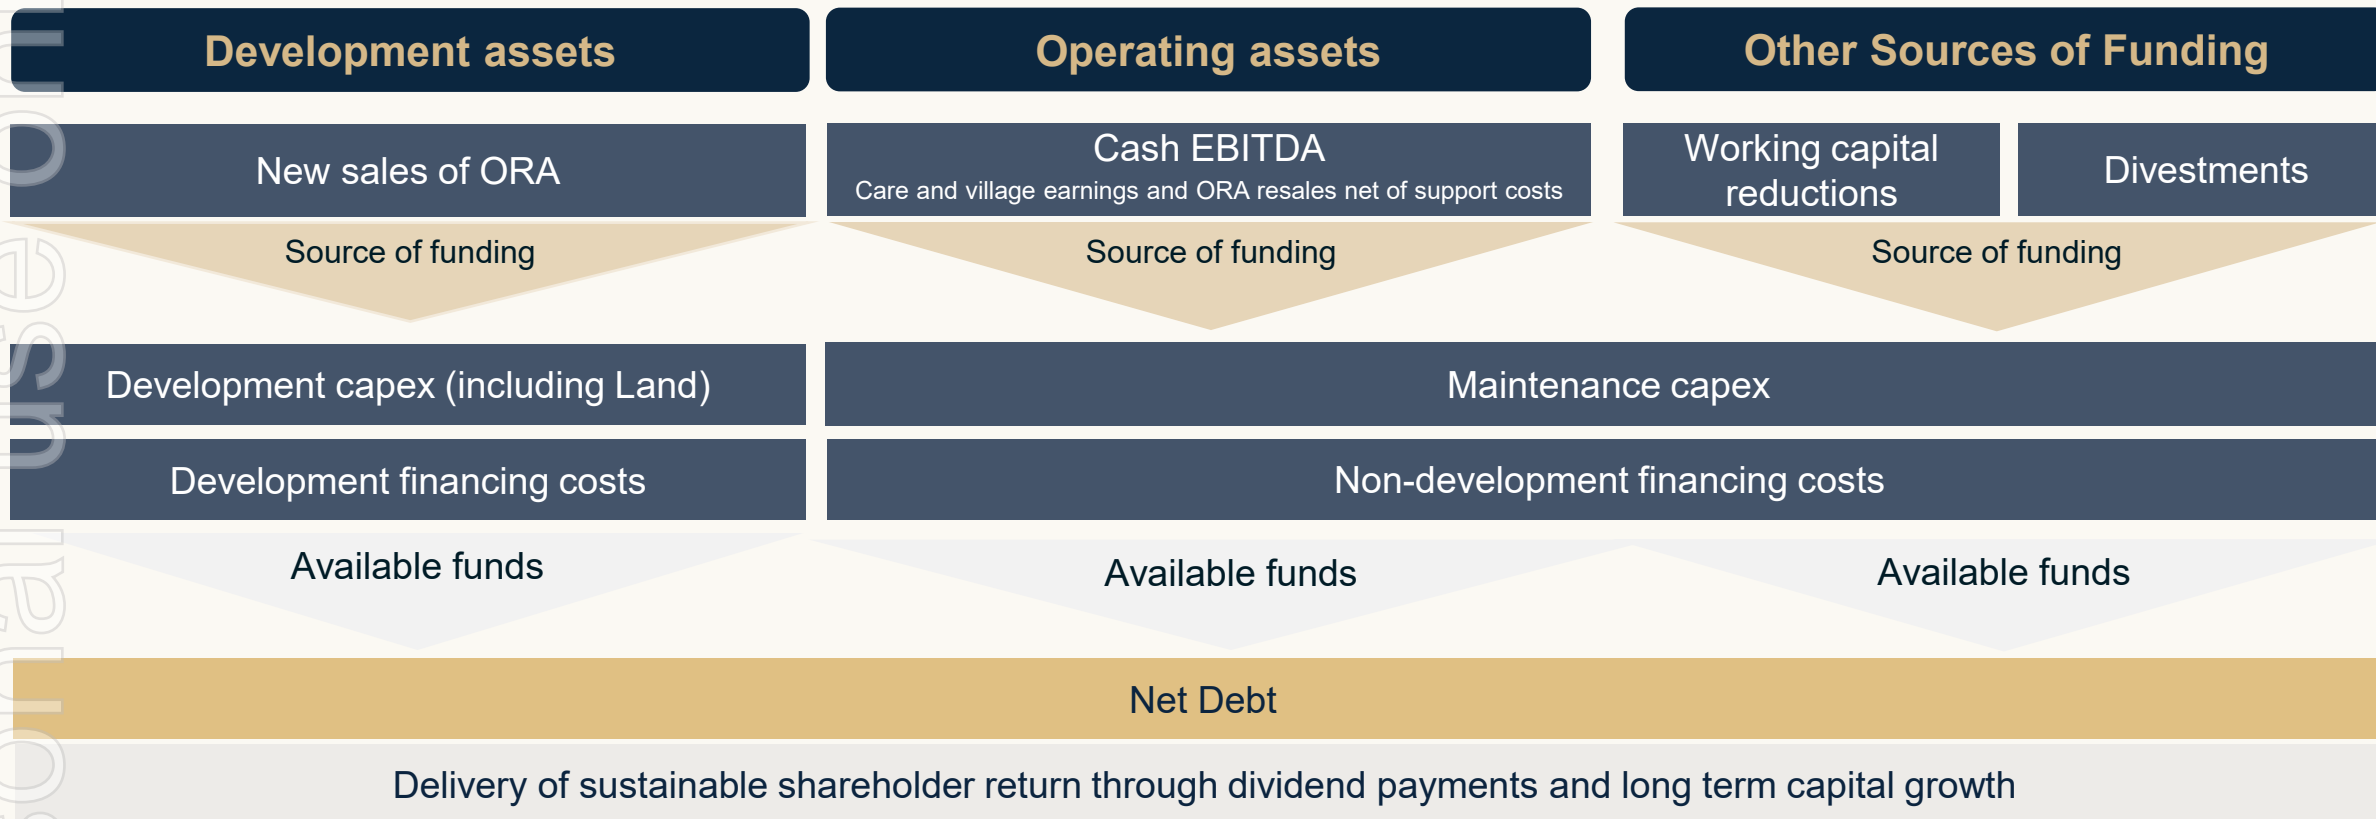 Development assets
Operating assets
Other Sources of Funding
New sales of ORA
Cash EBITDA
Care and village earnings and ORA resales net of support costs
Working capital
reductions
Divestments
Source of funding
Source of funding
Source of funding
Development capex (including Land)
Maintenance capex
Development financing costs
Non-development financing costs
Available funds
Available funds
Available funds
Net Debt
Delivery of sustainable shareholder return through dividend payments and long term capital growth
use